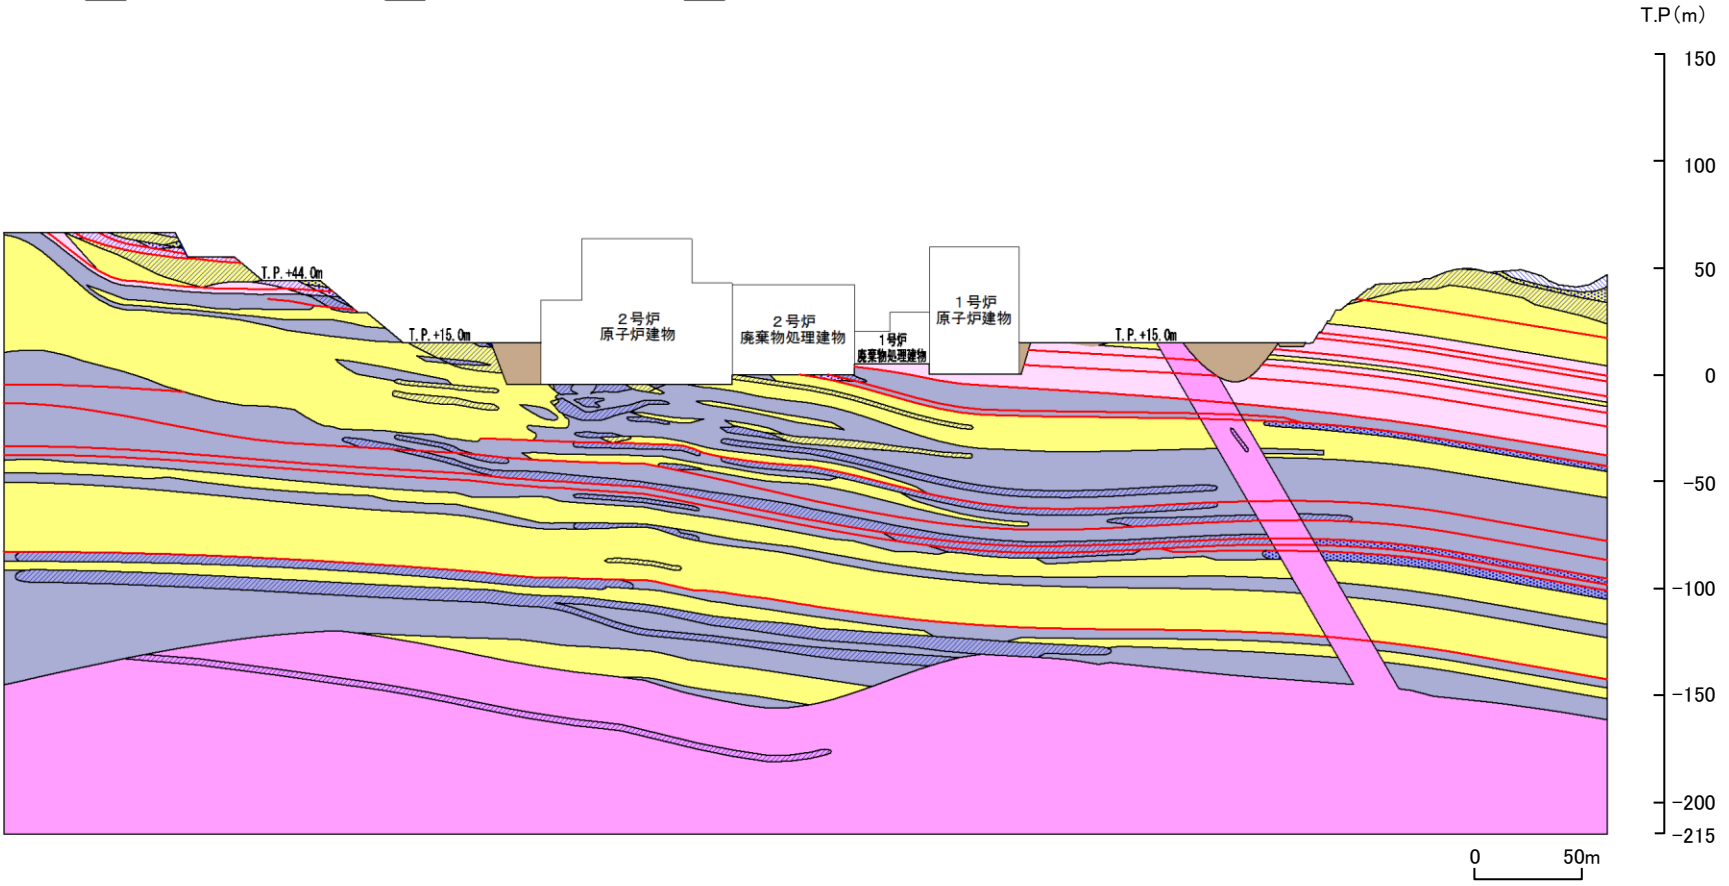 T.P(m)
150
100
50
0
-50
-100
-150
-200
-215
T.P.+44.0m
T.P.+15.0m
2号炉
原子炉建物
2号炉
廃棄物処理建物
1号炉
廃棄物処理建物
1号炉
原子炉建物
T.P.+15.0m
0 50m